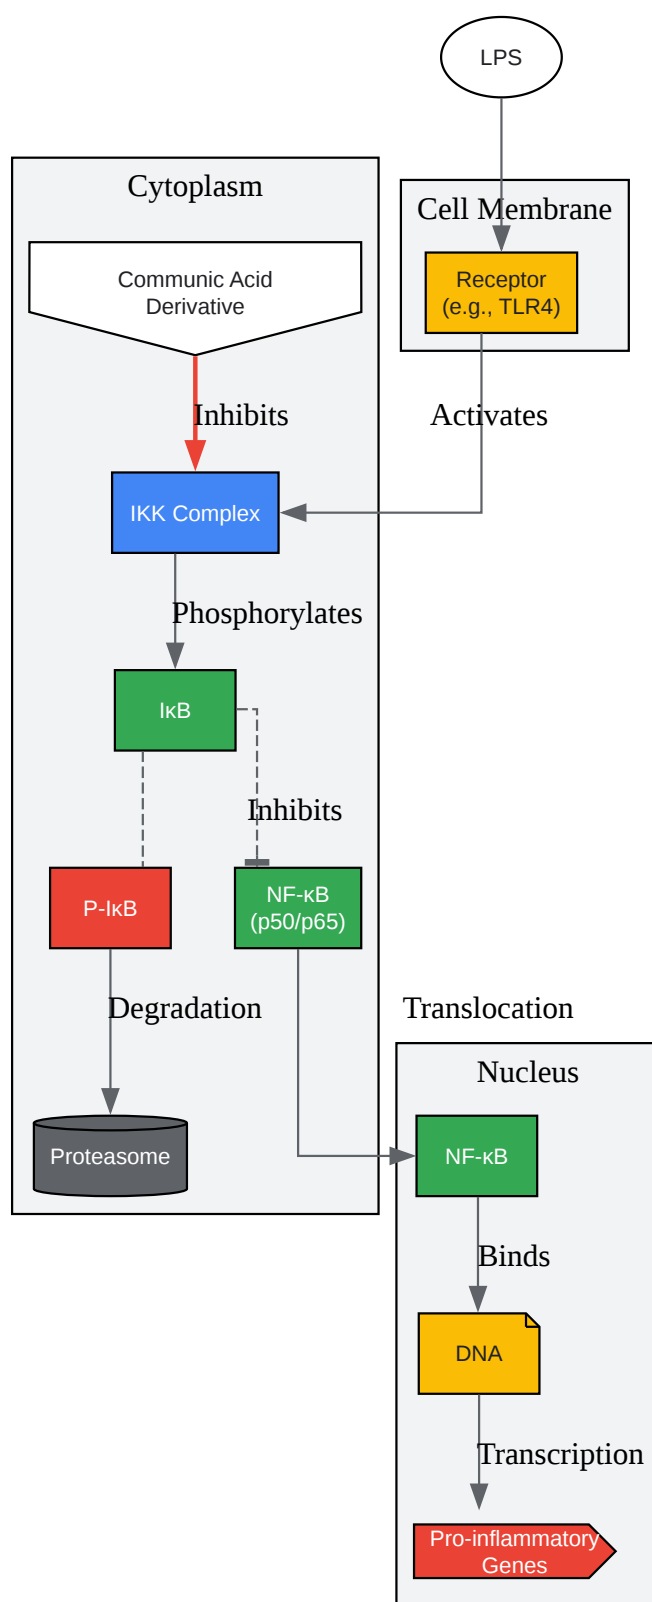 LPS
Cytoplasm
Cell Membrane
Communic Acid
Derivative
Receptor
(e.g., TLR4)
Inhibits
Activates
IKK Complex
Phosphorylates
IκB
Inhibits
P-IκB
NF-κB
(p50/p65)
Degradation
Translocation
Nucleus
Proteasome
NF-κB
Binds
DNA
Transcription
Pro-inflammatory
Genes